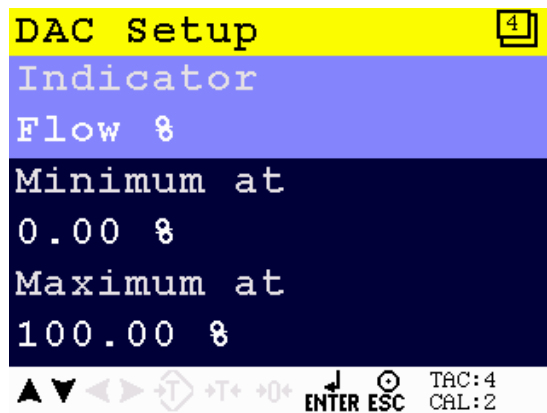 DAC Setup 4
Indicator
Flow %
Minimum at
0.00 %
Maximum at
100.00 %
T →T← →0← ENTER ESC TAC:4
CAL:2